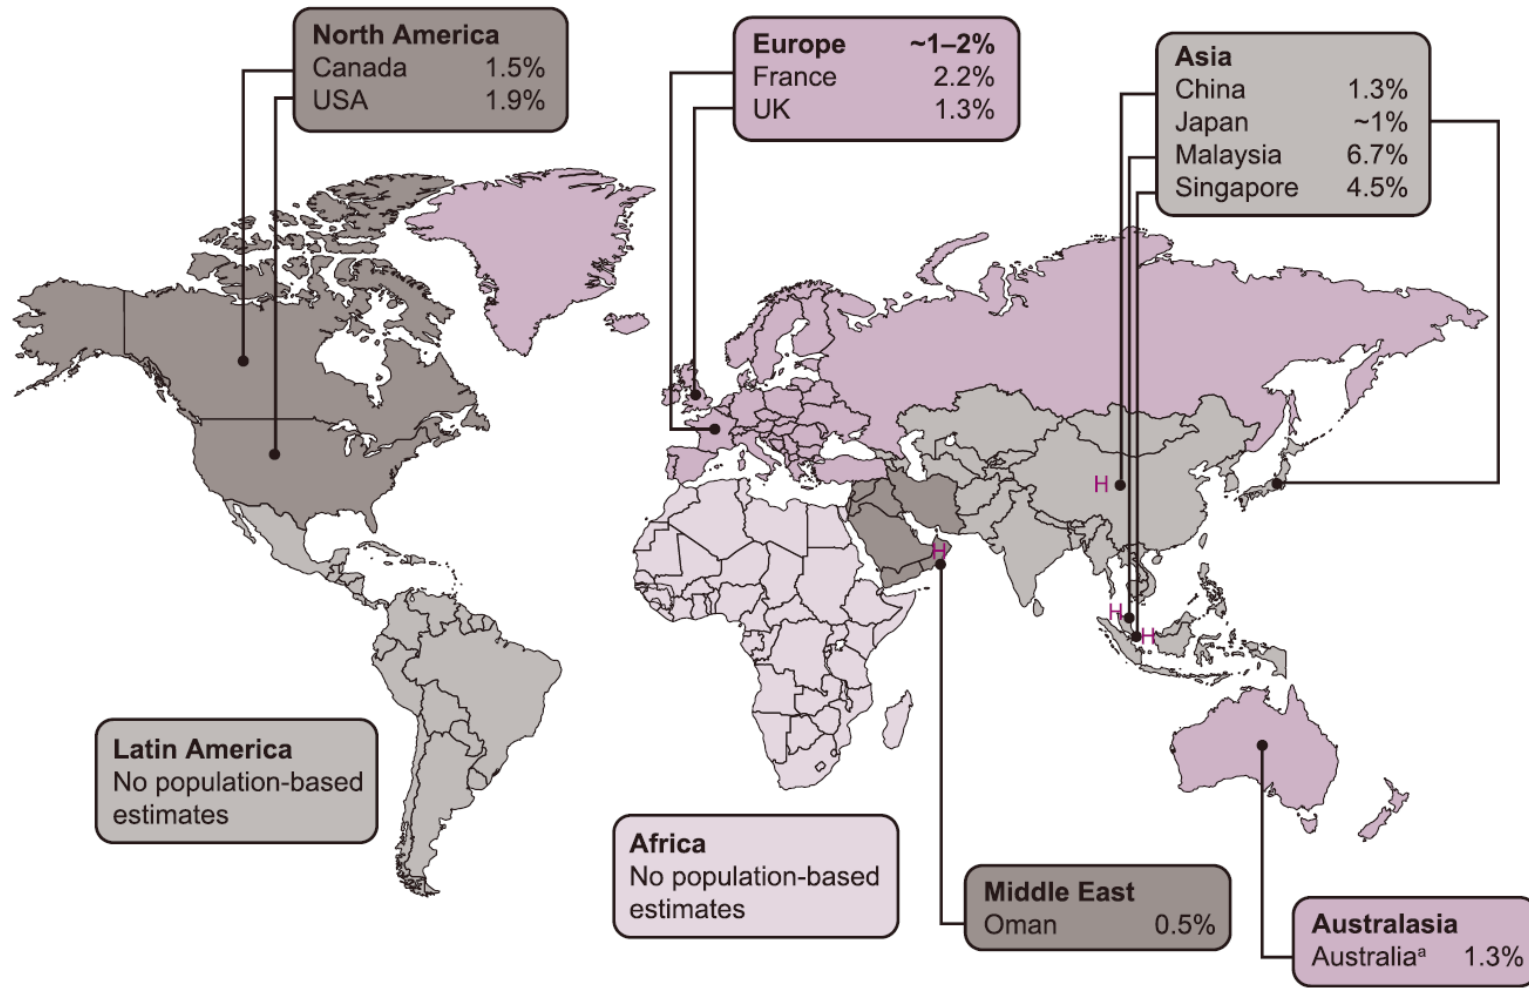 North America
Canada 1.5%
USA 1.9%
Europe ~1–2%
France 2.2%
UK 1.3%
Asia
China 1.3%
Japan ~1%
Malaysia 6.7%
Singapore 4.5%
H
H
H
H
Latin America
No population-based
estimates
Africa
No population-based
estimates
Middle East
Oman 0.5%
Australasia
Australiaᵃ 1.3%